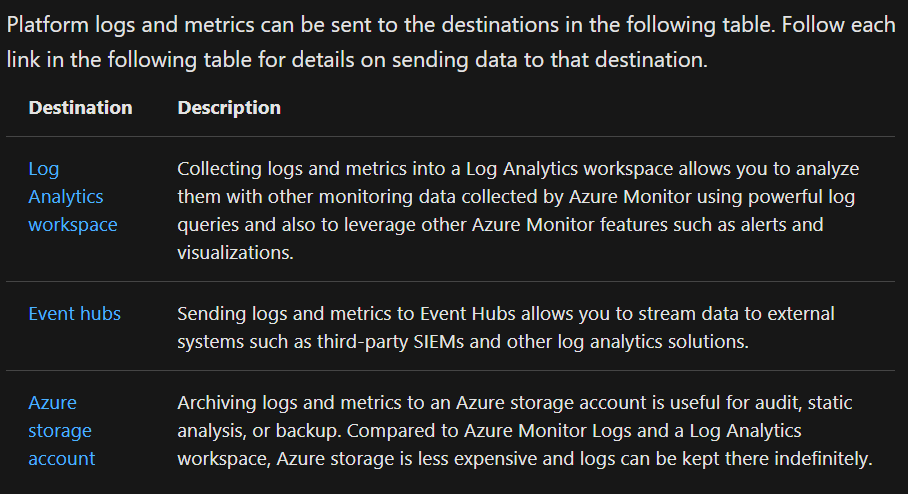 Platform logs and metrics can be sent to the destinations in the following table. Follow each
link in the following table for details on sending data to that destination.
Destination Description
Log Analytics workspace
Collecting logs and metrics into a Log Analytics workspace allows you to analyze
them with other monitoring data collected by Azure Monitor using powerful log
queries and also to leverage other Azure Monitor features such as alerts and
visualizations.
Event hubs
Sending logs and metrics to Event Hubs allows you to stream data to external
systems such as third-party SIEMs and other log analytics solutions.
Azure storage account
Archiving logs and metrics to an Azure storage account is useful for audit, static
analysis, or backup. Compared to Azure Monitor Logs and a Log Analytics
workspace, Azure storage is less expensive and logs can be kept there indefinitely.